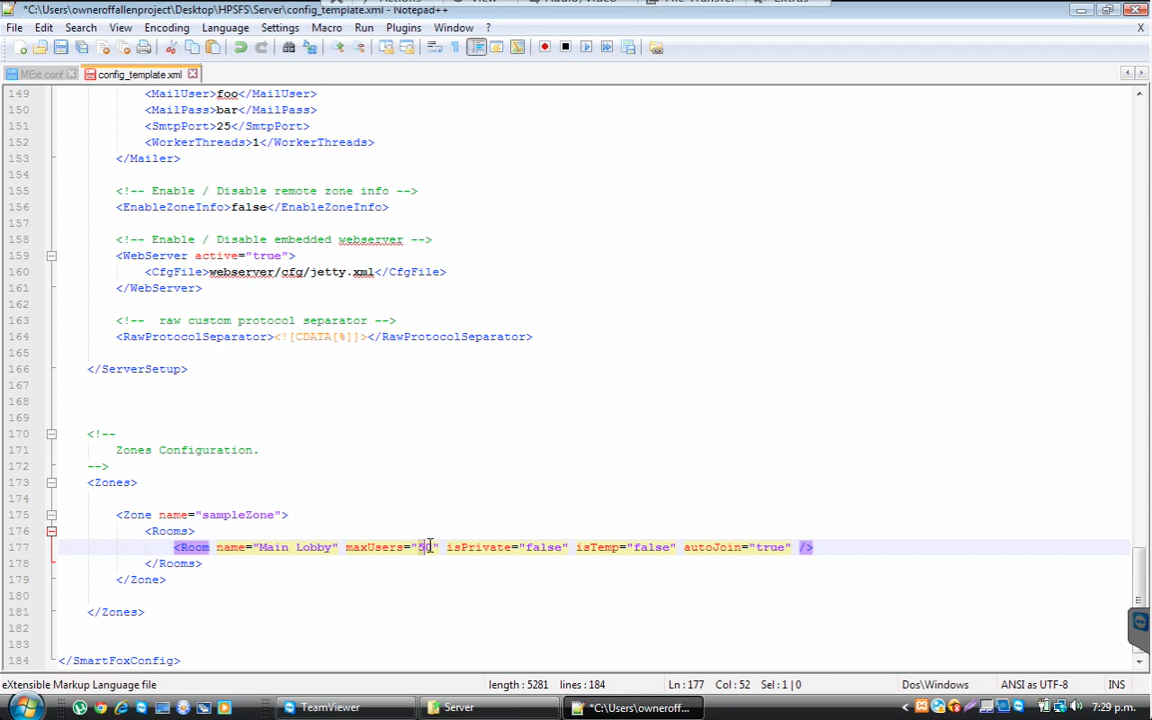 *C:\Users\owneroffallenproject\Desktop\HPSFS\Server\config_template.xml - Notepad++
File Edit Search View Encoding Language Settings Macro Run Plugins Window ? X
MExt.conf config_template.xml
149 <MailUser>foo</MailUser>
150 <MailPass>bar</MailPass>
151 <SmtpPort>25</SmtpPort>
152 <WorkerThreads>1</WorkerThreads>
153 </Mailer>
154
155 <!-- Enable / Disable remote zone info -->
156 <EnableZoneInfo>false</EnableZoneInfo>
157
158 <!-- Enable / Disable embedded webserver -->
159 <WebServer active="true">
160 <CfgFile>webserver/cfg/jetty.xml</CfgFile>
161 </WebServer>
162
163 <!-- raw custom protocol separator -->
164 <RawProtocolSeparator><![CDATA[%]]></RawProtocolSeparator>
165
166 </ServerSetup>
167
168
169
170 <!--
171 Zones Configuration.
172 -->
173 <Zones>
174
175 <Zone name="sampleZone">
176 <Rooms>
177 <Room name="Main Lobby" maxUsers="50" isPrivate="false" isTemp="false" autoJoin="true" />
178 </Rooms>
179 </Zone>
180
181 </Zones>
182
183
184 </SmartFoxConfig>
eXtensible Markup Language file length : 5281 lines : 184 Ln : 177 Col : 52 Sel : 1 | 0 Dos\Windows ANSI as UTF-8 INS
TeamViewer Server *C:\Users\owneroff... 7:29 p.m.